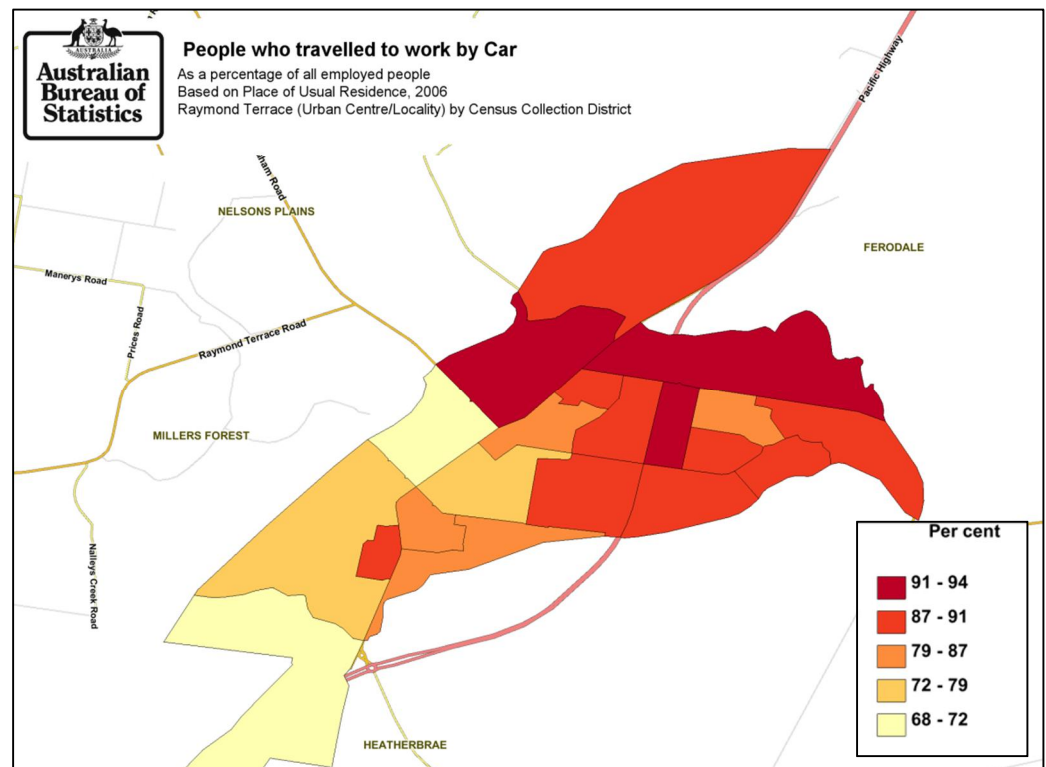 AUSTRALIA
Australian
Bureau of
Statistics
People who travelled to work by Car
As a percentage of all employed people
Based on Place of Usual Residence, 2006
Raymond Terrace (Urban Centre/Locality) by Census Collection District
Pacific Highway
Road
NELSONS PLAINS
FERODALE
Manerys Road
Prices Road
Raymond Terrace Road
MILLERS FOREST
Nalleys Creek Road
HEATHERBRAE
Per cent
91 - 94
87 - 91
79 - 87
72 - 79
68 - 72